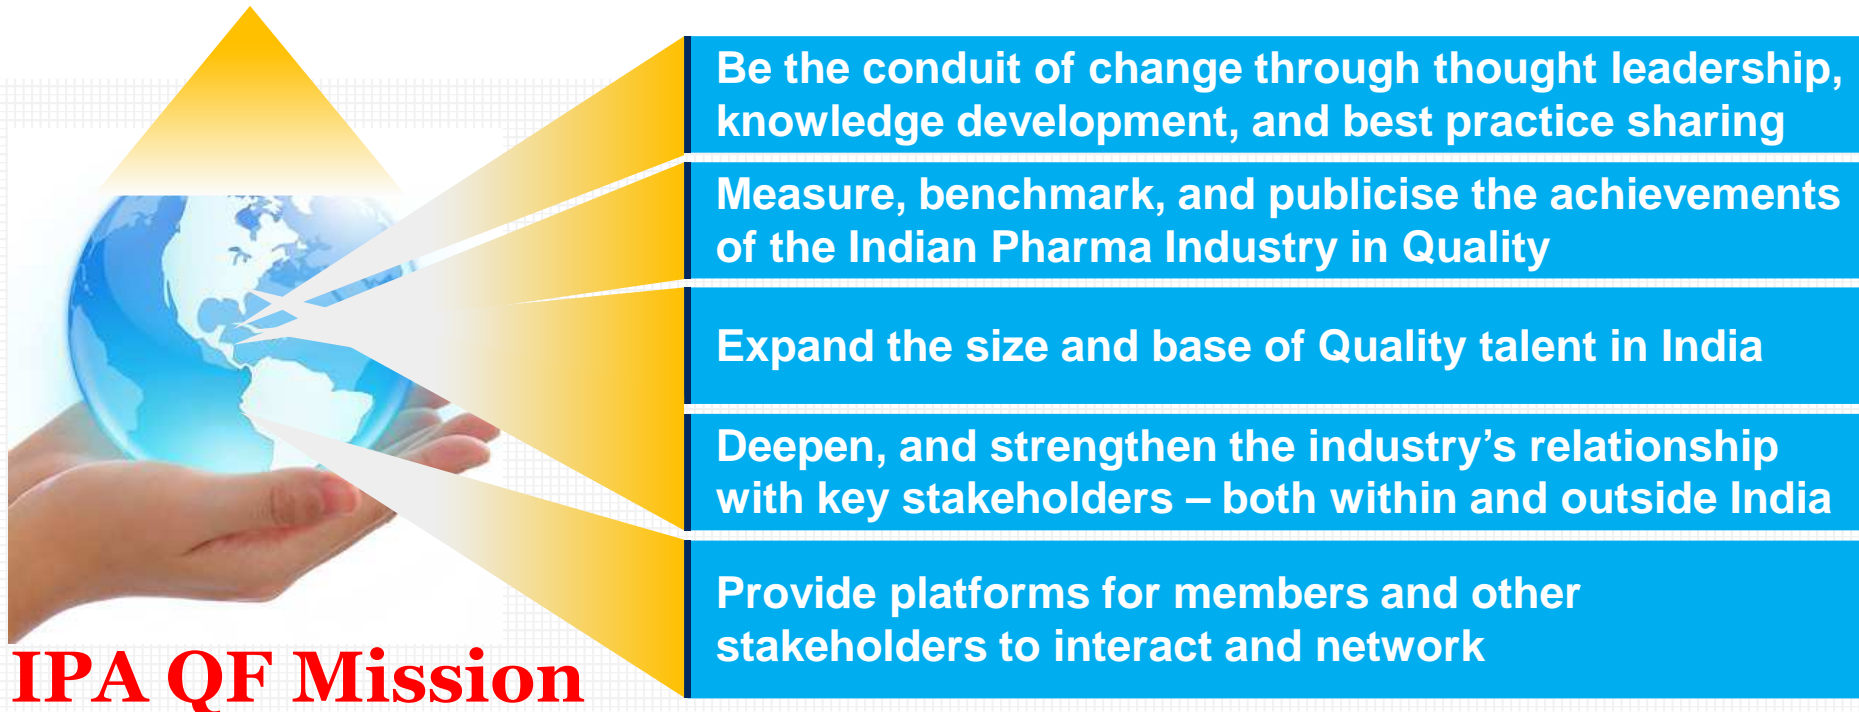 Be the conduit of change through thought leadership,
knowledge development, and best practice sharing
Measure, benchmark, and publicise the achievements
of the Indian Pharma Industry in Quality
Expand the size and base of Quality talent in India
Deepen, and strengthen the industry’s relationship
with key stakeholders – both within and outside India
Provide platforms for members and other
stakeholders to interact and network
IPA QF Mission